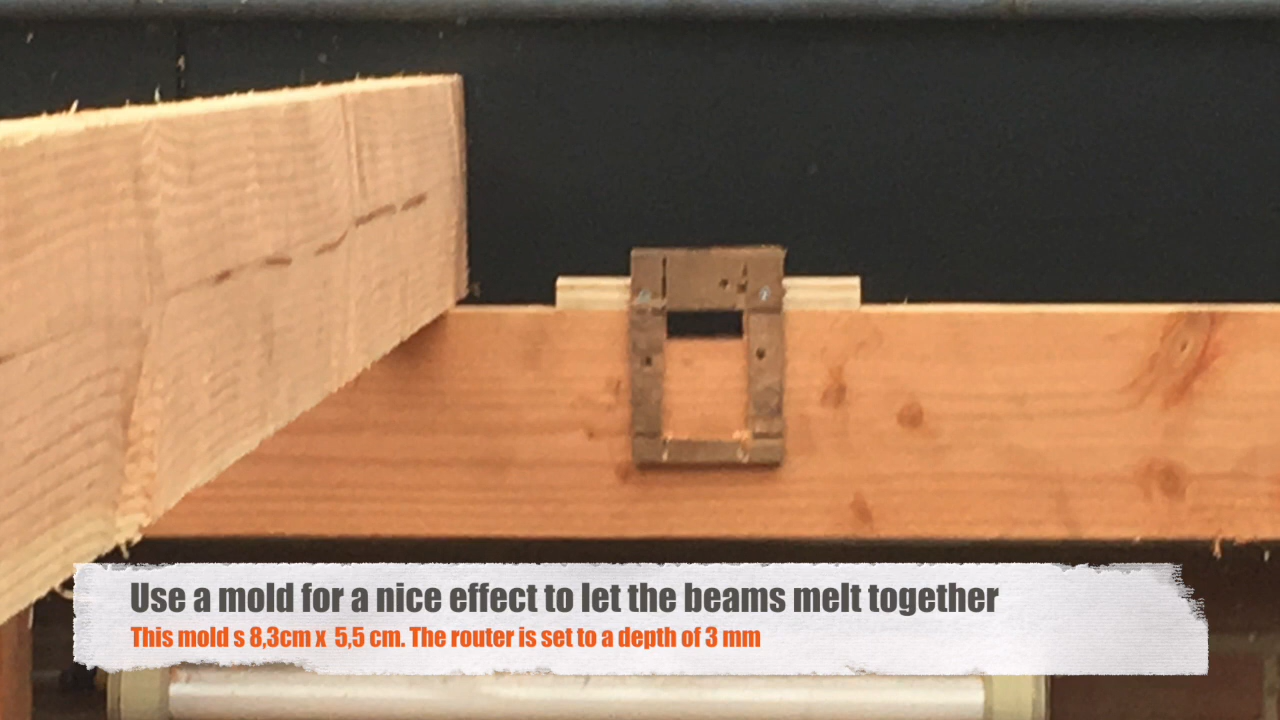 Use a mold for a nice effect to let the beams melt together
This mold s 8,3cm x 5,5 cm. The router is set to a depth of 3 mm